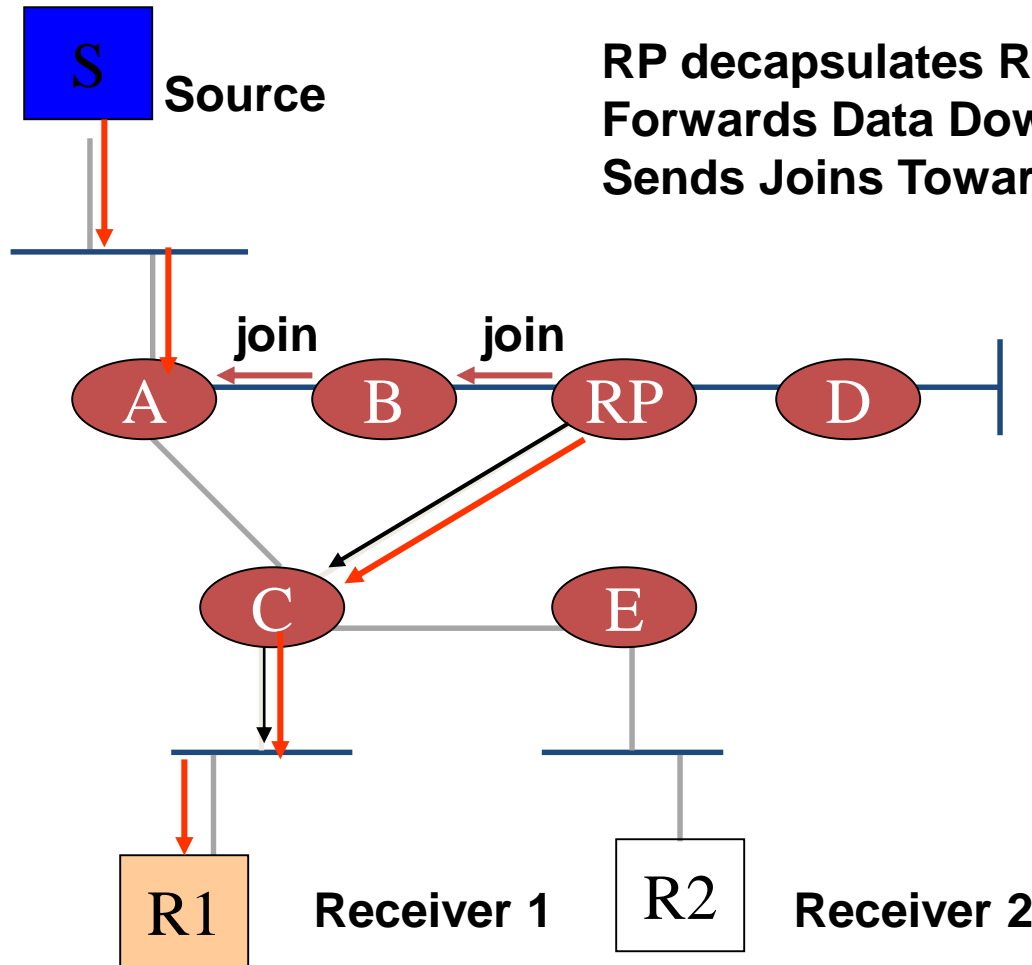 S
Source
RP decapsulates R
Forwards Data Dow
Sends Joins Towar
join join
A B RP D
C E
R1 Receiver 1 R2 Receiver 2